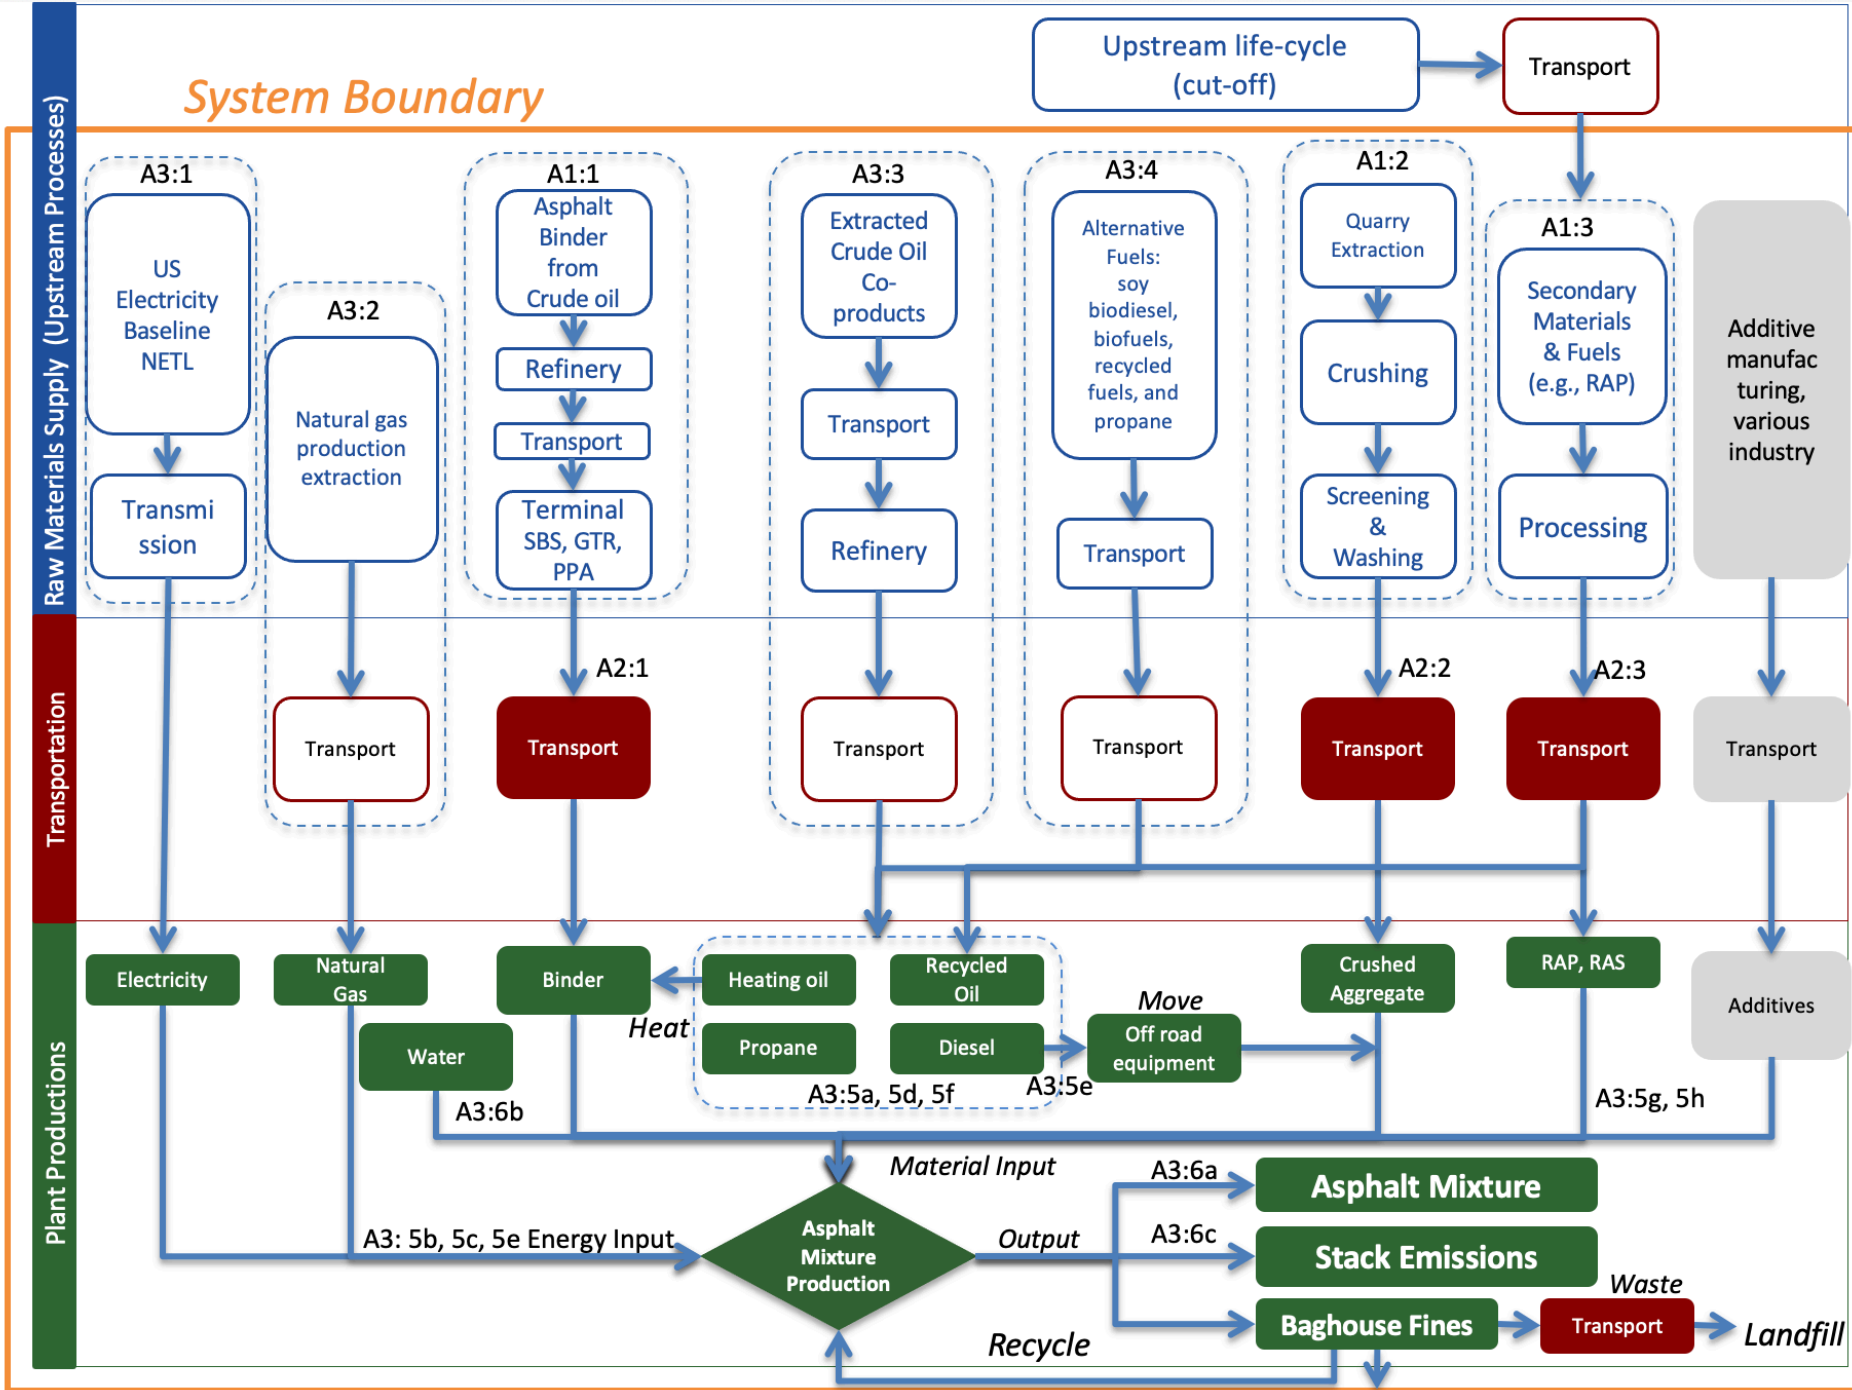 Upstream life-cycle
(cut-off)
Transport
System Boundary
Raw Materials Supply  (Upstream Processes)
A3:1
US
Electricity
Baseline
NETL
Transmi
ssion
A3:2
Natural gas
production
extraction
A1:1
Asphalt
Binder
from
Crude oil
Refinery
Transport
Terminal
SBS, GTR,
PPA
A3:3
Extracted
Crude Oil
Co-
products
Transport
Refinery
A3:4
Alternative
Fuels:
soy
biodiesel,
biofuels,
recycled
fuels, and
propane
Transport
A1:2
Quarry
Extraction
Crushing
Screening
&
Washing
A1:3
Secondary
Materials
& Fuels
(e.g., RAP)
Processing
Additive
manufac
turing,
various
industry
Transportation
Transport
A2:1
Transport
Transport
Transport
A2:2
Transport
A2:3
Transport
Transport
Plant Productions
Electricity
Natural
Gas
Water
A3:6b
Binder
Heat
Heating oil
Recycled
Oil
Propane
Diesel
A3:5a, 5d, 5f
A3:5e
Move
Off road
equipment
Crushed
Aggregate
RAP, RAS
A3:5g, 5h
Additives
Material Input
A3: 5b, 5c, 5e Energy Input
Asphalt
Mixture
Production
Output
A3:6a
Asphalt Mixture
A3:6c
Stack Emissions
Baghouse Fines
Waste
Transport
Landfill
Recycle